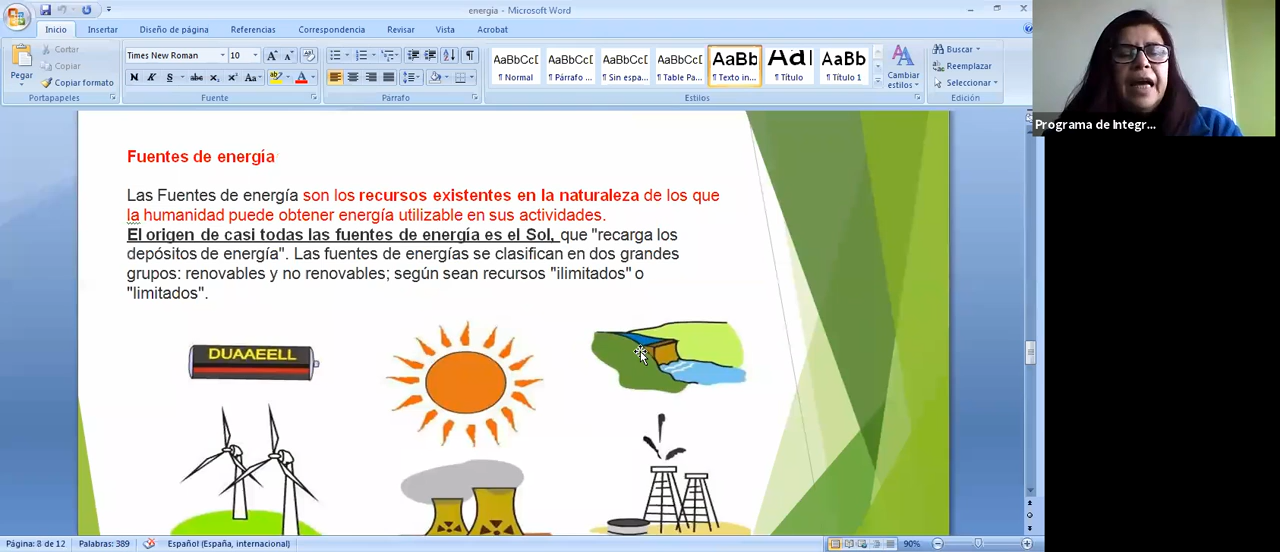 energia - Microsoft Word
Inicio
Insertar
Diseño de página
Referencias
Correspondencia
Revisar
Vista
Acrobat
Pegar
Cortar
Copiar
Copiar formato
Portapapeles
Times New Roman
10
Fuente
Párrafo
AaBbCcD
¶ Normal
AaBbCcD
¶ Párrafo ...
AaBbCcD
¶ Sin espa...
AaBbCcD
¶ Table Pa...
AaBb
¶ Texto in...
AaI
¶ Título
AaBb
¶ Título 1
Cambiar
estilos
Estilos
Buscar
Reemplazar
Seleccionar
Edición
Programa de Integr...
Fuentes de energía
Las Fuentes de energía son los recursos existentes en la naturaleza de los que
la humanidad puede obtener energía utilizable en sus actividades.
El origen de casi todas las fuentes de energía es el Sol, que "recarga los
depósitos de energía". Las fuentes de energías se clasifican en dos grandes
grupos: renovables y no renovables; según sean recursos "ilimitados" o
"limitados".
DUAAEELL
Página: 8 de 12
Palabras: 389
Español (España, internacional)
90%